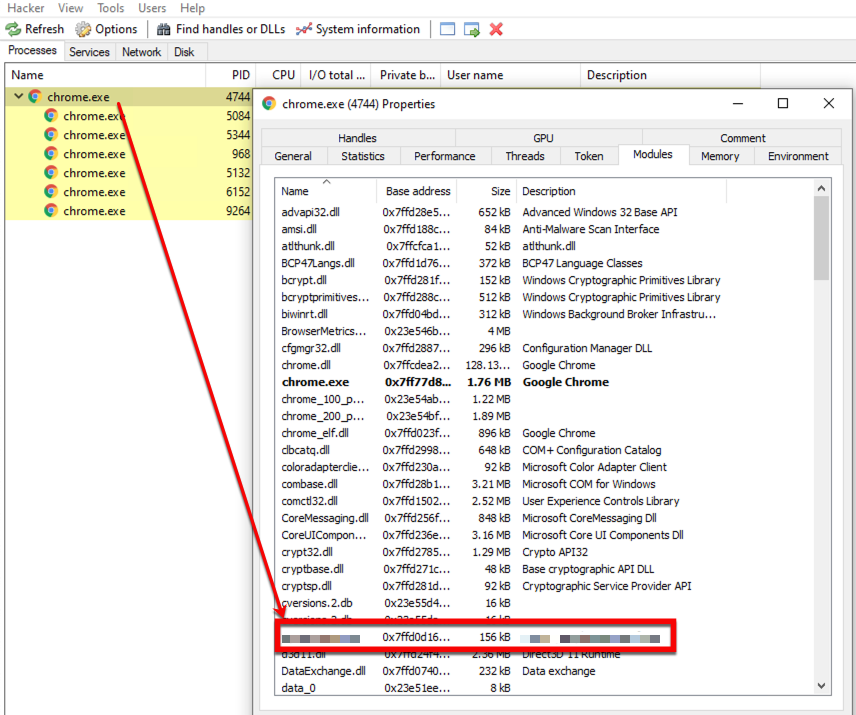 Hacker View Tools Users Help
Refresh Options Find handles or DLLs System information
Processes Services Network Disk
Name PID CPU I/O total ... Private b... User name Description
chrome.exe 4744
chrome.exe 5084
chrome.exe 5344
chrome.exe 968
chrome.exe 5132
chrome.exe 6152
chrome.exe 9264
chrome.exe (4744) Properties
Handles GPU Comment
General Statistics Performance Threads Token Modules Memory Environment
Name Base address Size Description
advapi32.dll 0x7ffd28e5... 652 kB Advanced Windows 32 Base API
amsi.dll 0x7ffd188c... 84 kB Anti-Malware Scan Interface
atlthunk.dll 0x7ffcfca1... 52 kB atlthunk.dll
BCP47Langs.dll 0x7ffd1d76... 372 kB BCP47 Language Classes
bcrypt.dll 0x7ffd281f... 152 kB Windows Cryptographic Primitives Library
bcryptprimitives... 0x7ffd288c... 512 kB Windows Cryptographic Primitives Library
biwinrt.dll 0x7ffd04bd... 312 kB Windows Background Broker Infrastru...
BrowserMetrics... 0x23e546b... 4 MB
cfgmgr32.dll 0x7ffd2887... 296 kB Configuration Manager DLL
chrome.dll 0x7ffcdea2... 128.13... Google Chrome
chrome.exe 0x7ff77d8... 1.76 MB Google Chrome
chrome_100_p... 0x23e54ab... 1.22 MB
chrome_200_p... 0x23e54bf... 1.89 MB
chrome_elf.dll 0x7ffd023f... 896 kB Google Chrome
clbcatq.dll 0x7ffd2998... 648 kB COM+ Configuration Catalog
coloradapterclie... 0x7ffd230a... 92 kB Microsoft Color Adapter Client
combase.dll 0x7ffd28b1... 3.21 MB Microsoft COM for Windows
comctl32.dll 0x7ffd1502... 2.52 MB User Experience Controls Library
CoreMessaging.dll 0x7ffd256f... 848 kB Microsoft CoreMessaging Dll
CoreUICompon... 0x7ffd236e... 3.16 MB Microsoft Core UI Components Dll
crypt32.dll 0x7ffd2785... 1.29 MB Crypto API32
cryptbase.dll 0x7ffd271c... 48 kB Base cryptographic API DLL
cryptsp.dll 0x7ffd281d... 92 kB Cryptographic Service Provider API
cversions.2.db 0x23e55d4... 16 kB
cversions.2.db 16 kB
0x7ffd0d16... 156 kB
d3d11.dll 0x7ffd24f4... 2.36 MB Direct3D 11 Runtime
DataExchange.dll 0x7ffd0740... 232 kB Data exchange
data_0 0x23e51ee... 8 kB